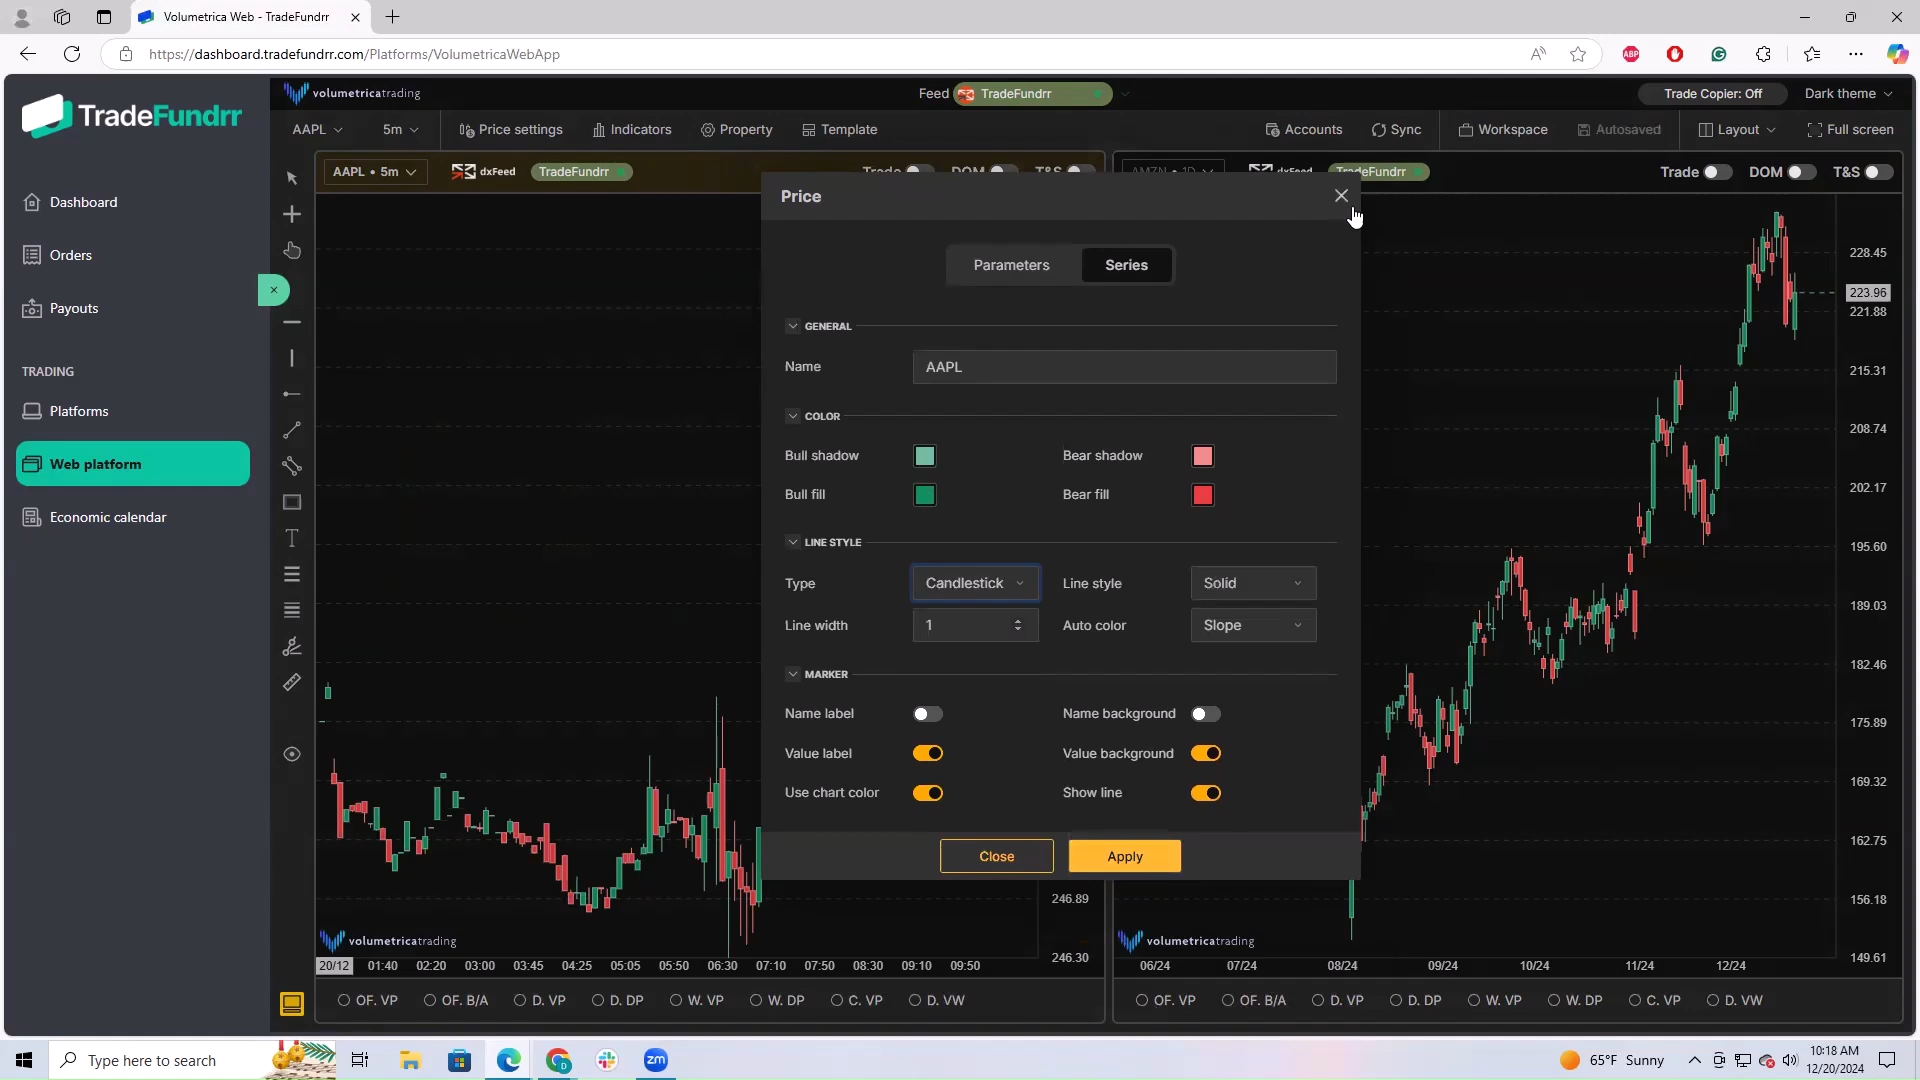 Volumetrica Web - TradeFundrr
https://dashboard.tradefundrr.com/Platforms/VolumetricaWebApp
ABP
TradeFundrr
volumetricatrading
Feed TradeFundrr
Trade Copier: Off
Dark theme
AAPL 5m Price settings Indicators Property Template
Accounts Sync Workspace Autosaved Layout Full screen
AAPL • 5m dxFeed TradeFundrr Trade DOM T&S
AMZN • 1D dxFeed TradeFundrr Trade DOM T&S
Dashboard
Orders
Payouts
TRADING
Platforms
Web platform
Economic calendar
Price
Parameters Series
GENERAL
Name AAPL
COLOR
Bull shadow Bear shadow
Bull fill Bear fill
LINE STYLE
Type Candlestick Line style Solid
Line width 1 Auto color Slope
MARKER
Name label Name background
Value label Value background
Use chart color Show line
Close Apply
228.45
223.96
221.88
215.31
208.74
202.17
195.60
189.03
182.46
175.89
169.32
162.75
156.18
149.61
246.89
246.30
volumetricatrading
volumetricatrading
20/12 01:40 02:20 03:00 03:45 04:25 05:05 05:50 06:30 07:10 07:50 08:30 09:10 09:50
06/24 07/24 08/24 09/24 10/24 11/24 12/24
OF. VP OF. B/A D. VP D. DP W. VP W. DP C. VP D. VW
OF. VP OF. B/A D. VP D. DP W. VP W. DP C. VP D. VW
Type here to search
zm
65°F Sunny
10:18 AM
12/20/2024